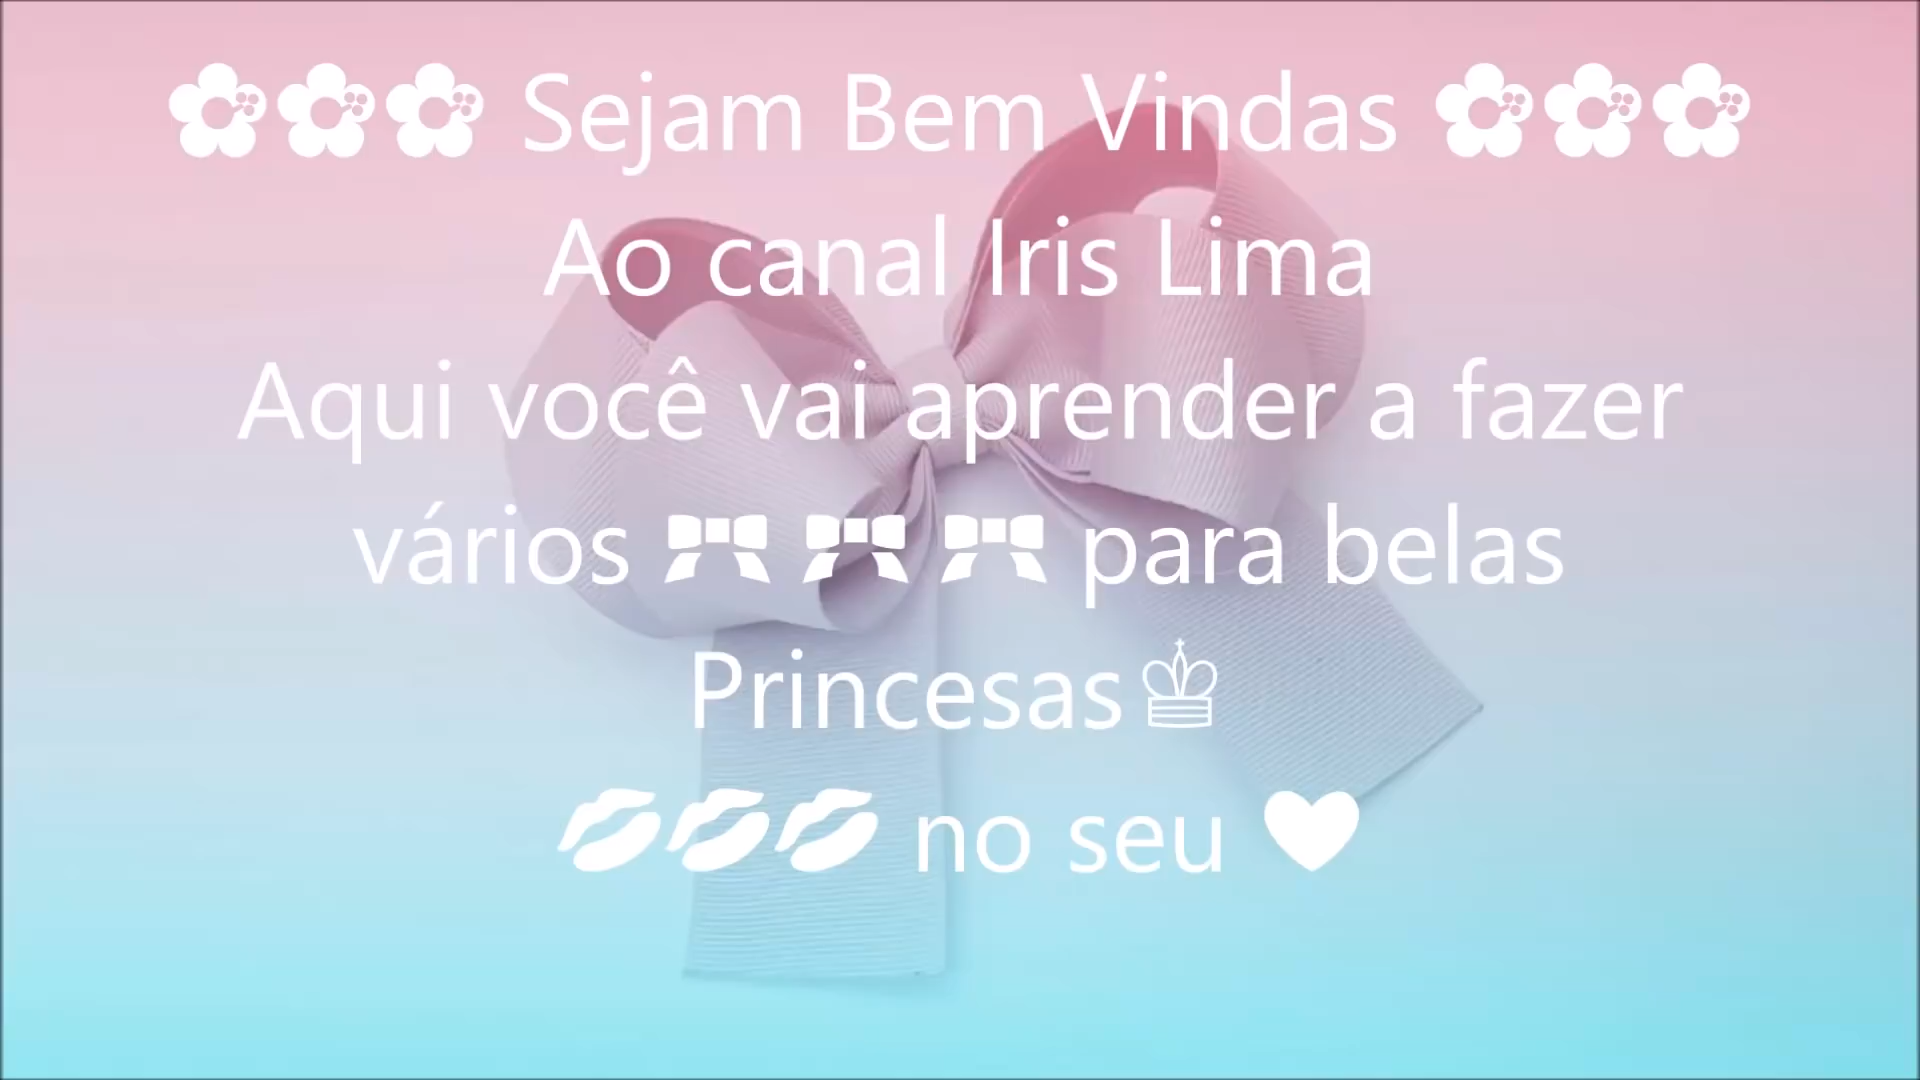 🌺🌺🌺 Sejam Bem Vindas 🌺🌺🌺
Ao canal Iris Lima
Aqui você vai aprender a fazer
vários 🎀 🎀 🎀 para belas
Princesas♔
💋💋💋 no seu ♥